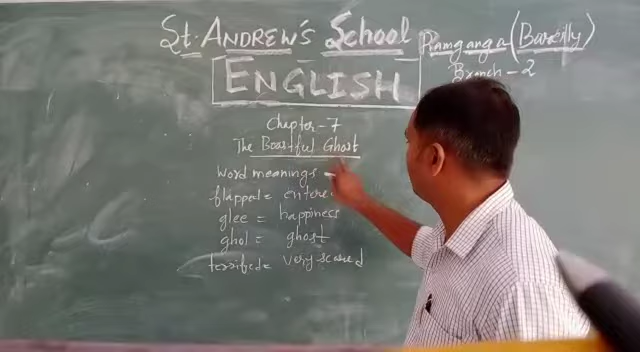 St. ANDREW'S SCHOOL
Ramganga (Bareilly)
Branch - 2
ENGLISH
Chapter - 7
The Boastful Ghost
Word meanings -
flapped =
glee = happiness
ghol = ghost
terrified = very scared